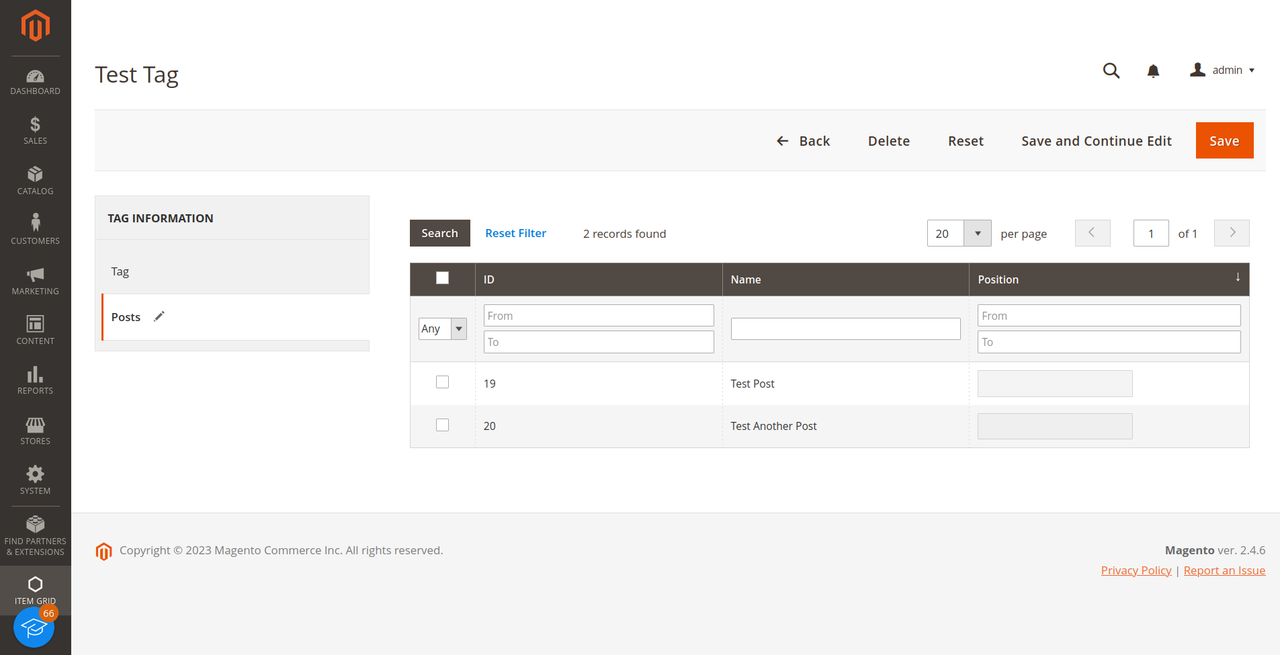 Test Tag
admin
DASHBOARD
SALES
CATALOG
CUSTOMERS
MARKETING
CONTENT
REPORTS
STORES
SYSTEM
FIND PARTNERS
& EXTENSIONS
ITEM GRID
66
Back Delete Reset Save and Continue Edit Save
TAG INFORMATION
Tag
Posts
Search Reset Filter 2 records found 20 per page 1 of 1
ID Name Position
Any From From
To To
19 Test Post
20 Test Another Post
Copyright © 2023 Magento Commerce Inc. All rights reserved.
Magento ver. 2.4.6
Privacy Policy | Report an Issue